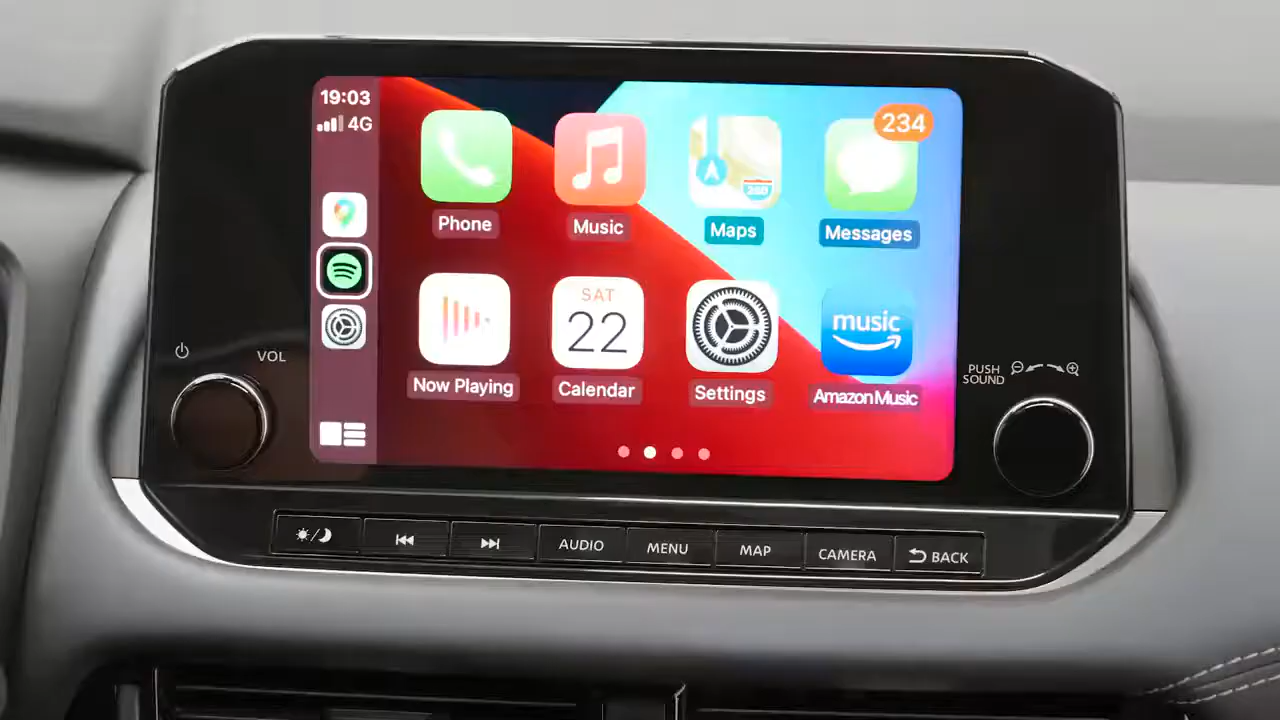 19:03
4G
234
Phone
Music
280
Maps
Messages
SAT
22
music
Now Playing
Calendar
Settings
Amazon Music
VOL
PUSH
SOUND
AUDIO
MENU
MAP
CAMERA
BACK